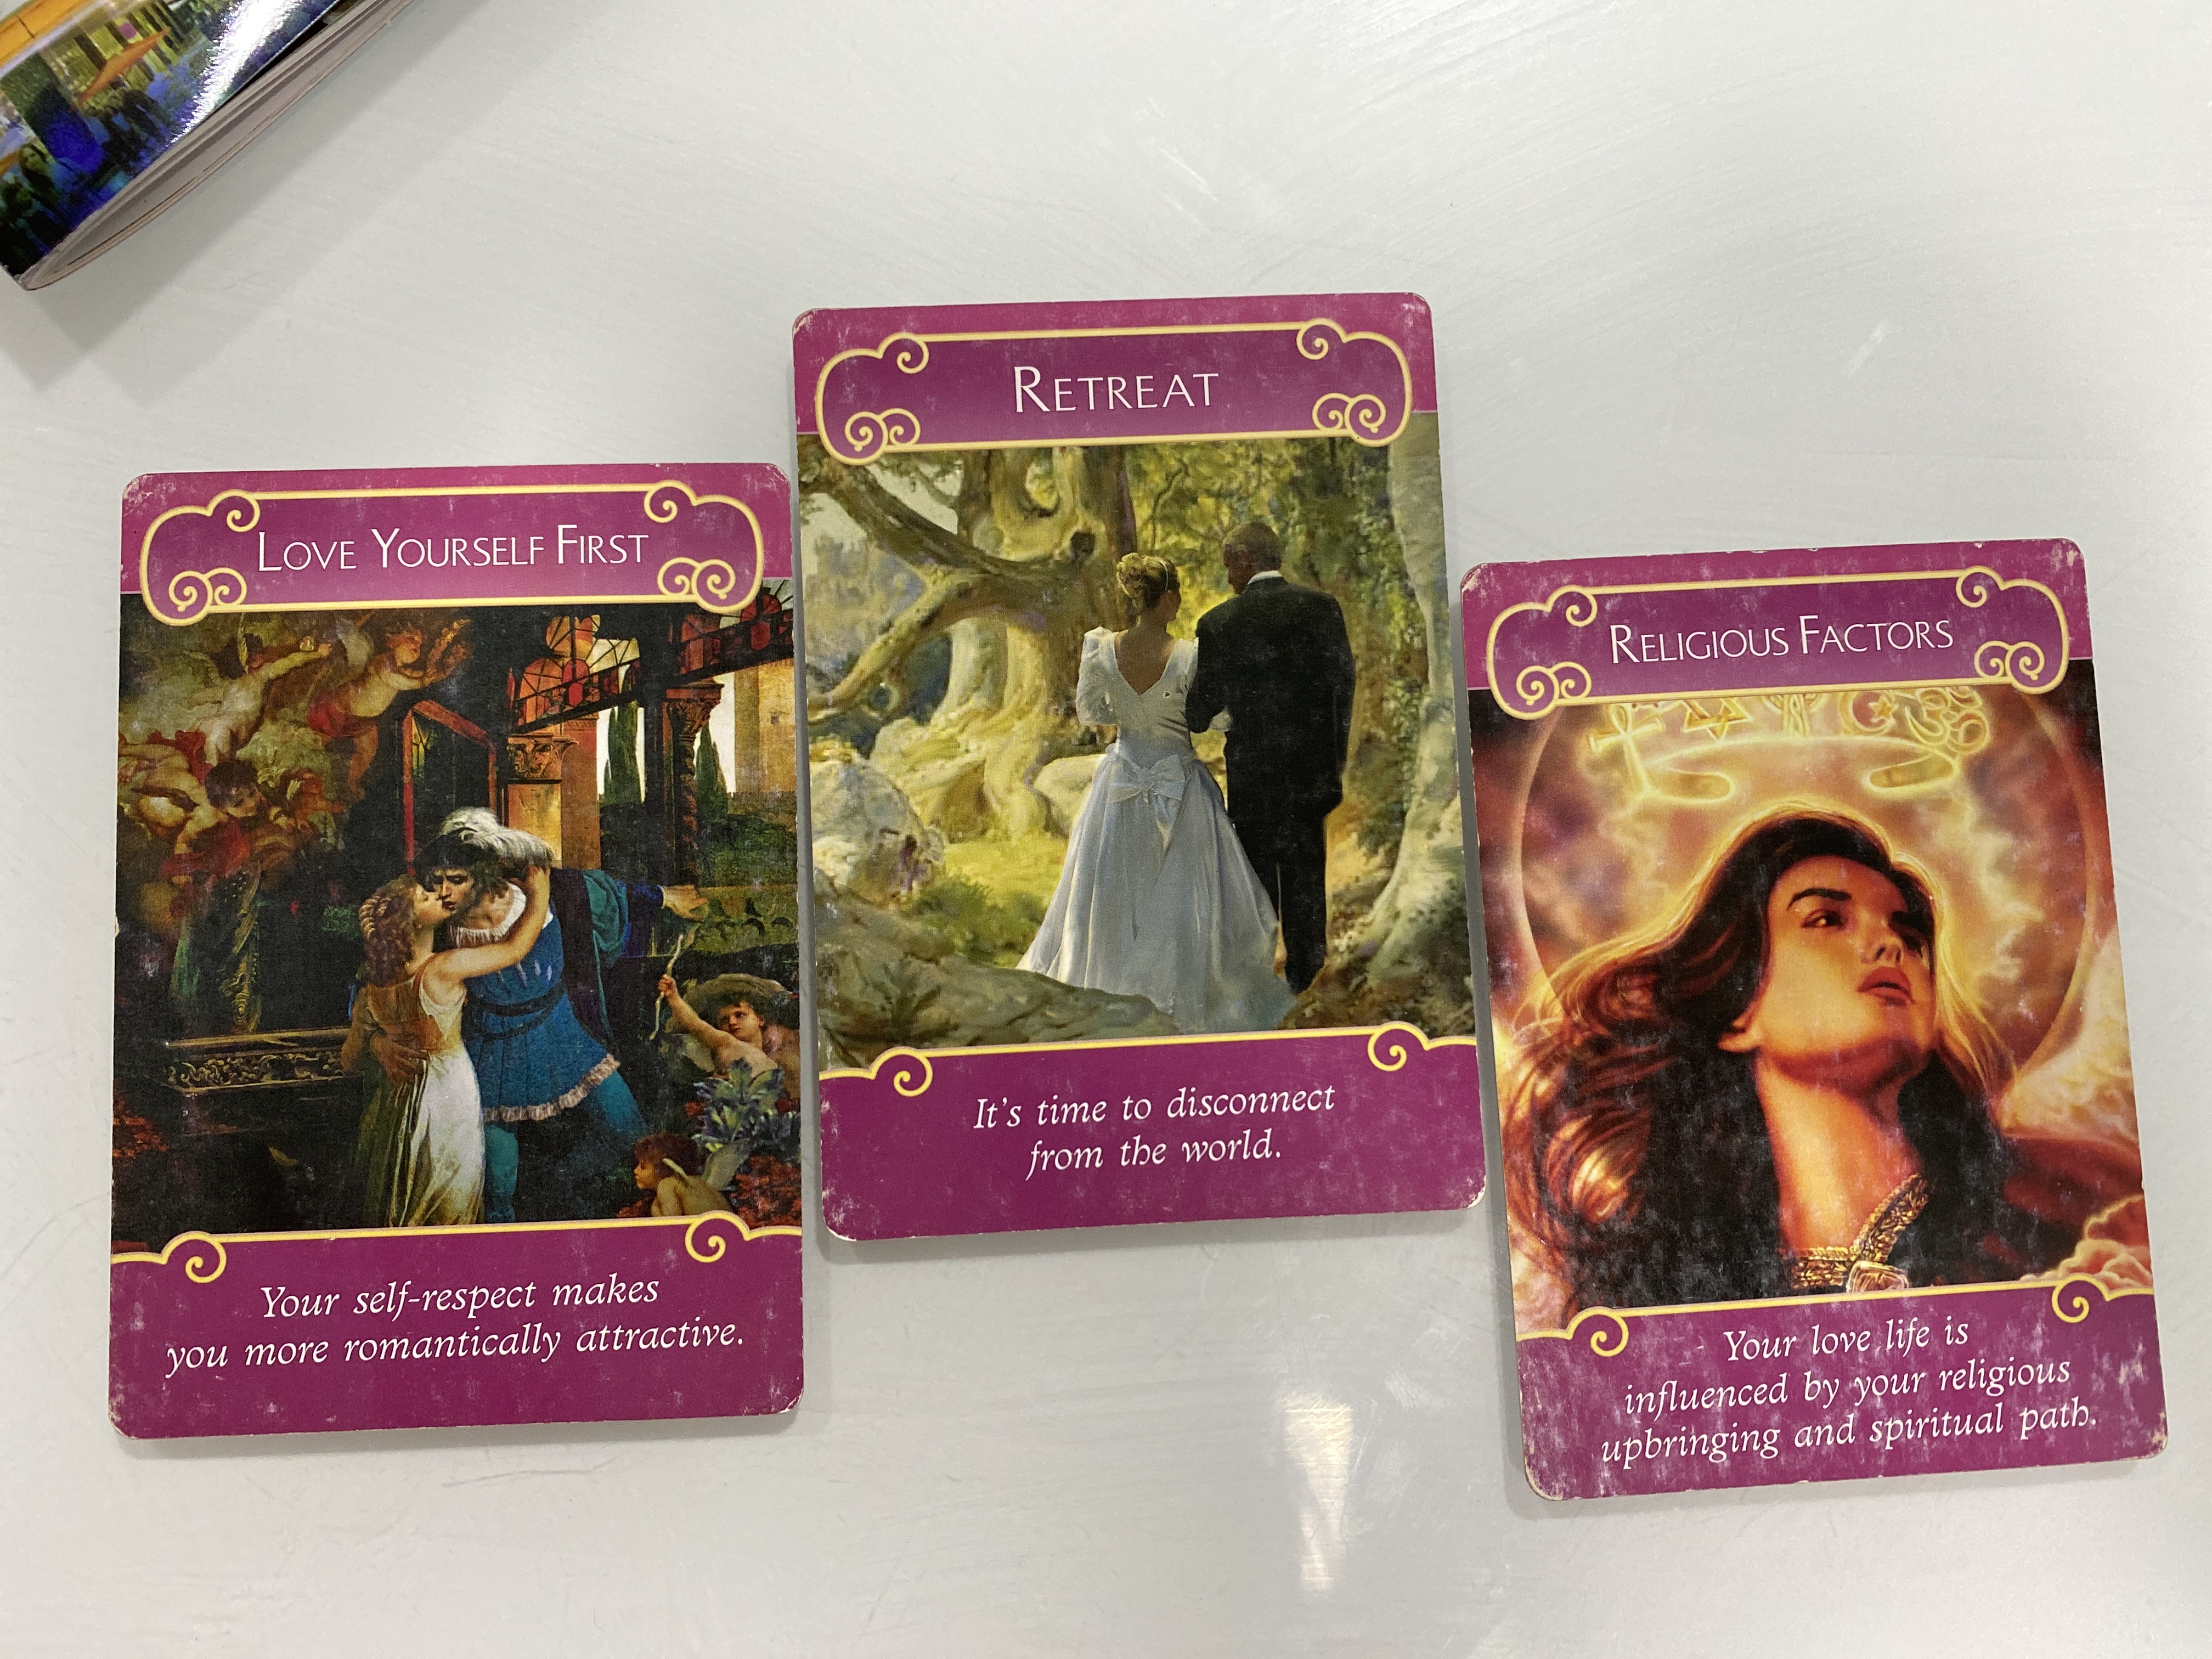 LOVE YOURSELF FIRST
Your self-respect makes
you more romantically attractive.
RETREAT
It's time to disconnect
from the world.
RELIGIOUS FACTORS
Your love life is
influenced by your religious
upbringing and spiritual path.